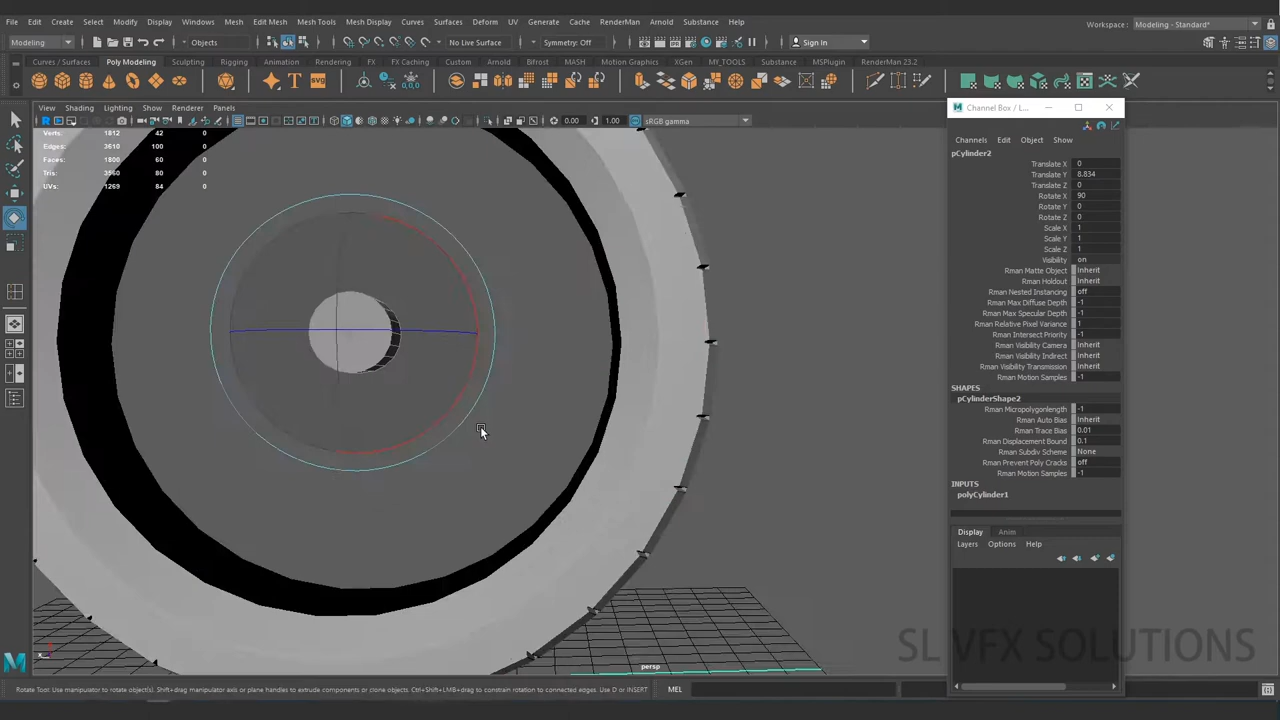 File Edit Create Select Modify Display Windows Mesh Edit Mesh Mesh Tools Mesh Display Curves Surfaces Deform UV Generate Cache RenderMan Arnold Substance Help
Workspace : Modeling - Standard*
Modeling Objects No Live Surface Symmetry: Off Sign In
Curves / Surfaces Poly Modeling Sculpting Rigging Animation Rendering FX FX Caching Custom Arnold Bifrost MASH Motion Graphics XGen MY_TOOLS Substance MSPlugin RenderMan 23.2
View Shading Lighting Show Renderer Panels
0.00 1.00 sRGB gamma
Verts: 1812 42 0
Edges: 3610 100 0
Faces: 1800 60 0
Tris: 3560 80 0
UVs: 1269 84 0
persp
Channel Box / L...
Channels Edit Object Show
pCylinder2
Translate X 0
Translate Y 8.834
Translate Z 0
Rotate X 90
Rotate Y 0
Rotate Z 0
Scale X 1
Scale Y 1
Scale Z 1
Visibility on
Rman Matte Object Inherit
Rman Holdout Inherit
Rman Nested Instancing off
Rman Max Diffuse Depth -1
Rman Max Specular Depth -1
Rman Relative Pixel Variance 1
Rman Intersect Priority -1
Rman Visibility Camera Inherit
Rman Visibility Indirect Inherit
Rman Visibility Transmission Inherit
Rman Motion Samples -1
SHAPES
pCylinderShape2
Rman Micropolygonlength -1
Rman Auto Bias Inherit
Rman Trace Bias 0.01
Rman Displacement Bound 0.1
Rman Subdiv Scheme None
Rman Prevent Poly Cracks off
Rman Motion Samples -1
INPUTS
polyCylinder1
Display Anim
Layers Options Help
SL VFX SOLUTIONS
Rotate Tool: Use manipulator to rotate object(s). Shift+drag manipulator axis or plane handles to extrude components or clone objects. Ctrl+Shift+LMB+drag to constrain rotation to connected edges. Use D or INSERT
MEL